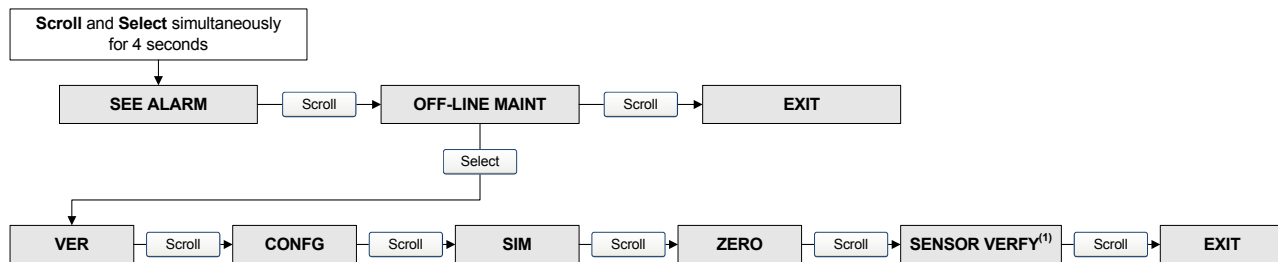 Scroll and Select simultaneously
for 4 seconds
SEE ALARM Scroll OFF-LINE MAINT Scroll EXIT
Select
VER Scroll CONFG Scroll SIM Scroll ZERO Scroll SENSOR VERFY(1) Scroll EXIT